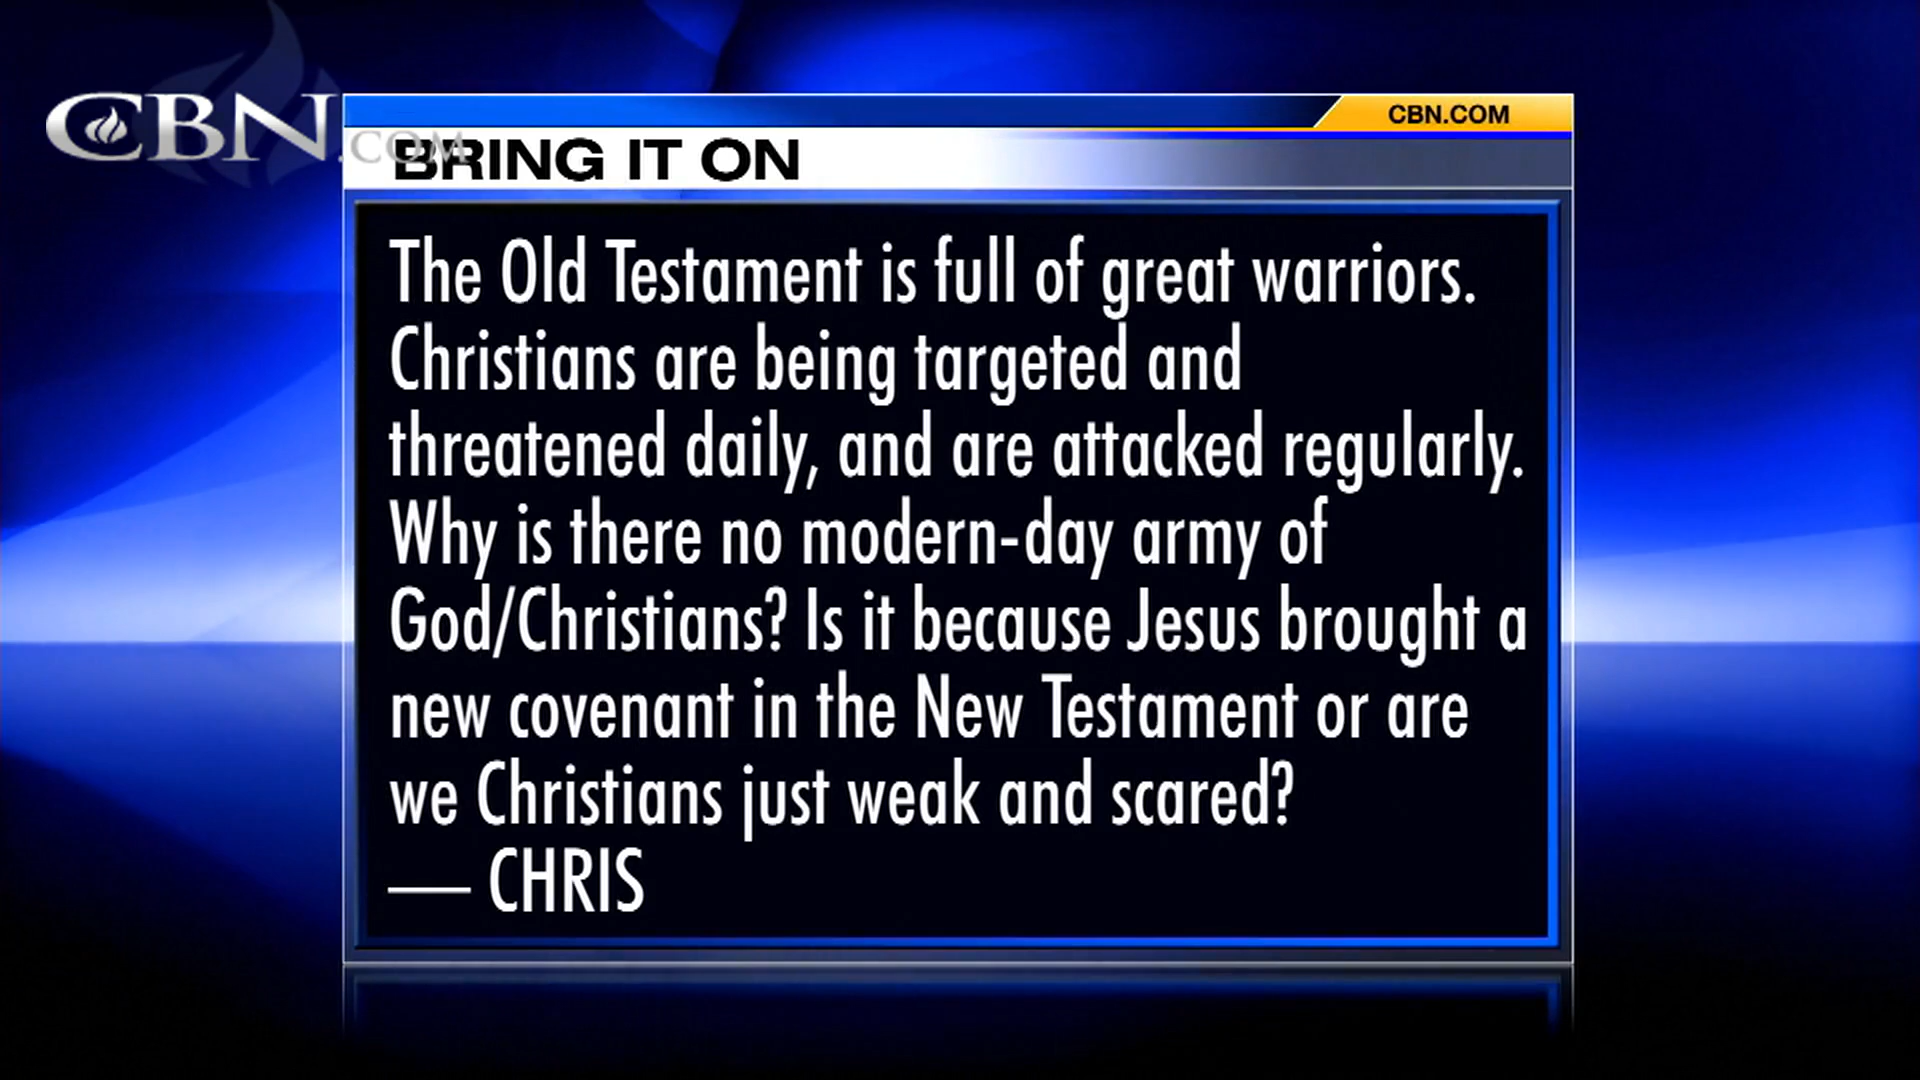 CBN.COM
CBN.COM
BRING IT ON
The Old Testament is full of great warriors.
Christians are being targeted and
threatened daily, and are attacked regularly.
Why is there no modern-day army of
God/Christians? Is it because Jesus brought a
new covenant in the New Testament or are
we Christians just weak and scared?
— CHRIS